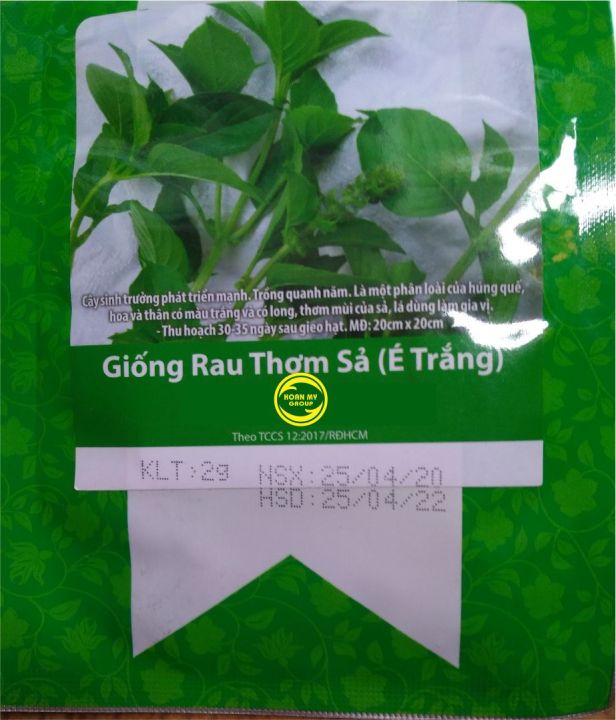 Cây sinh trưởng phát triển mạnh. Trồng quanh năm. Là một phân loài của húng quế,
hoa và thân có màu trắng và có long, thơm mùi của sả, lá dùng làm gia vị.
-Thu hoạch 30-35 ngày sau gieo hạt. MĐ: 20cm x 20cm
Giống Rau Thơm Sả (É Trắng)
HOAN MY
GROUP
Theo TCCS 12:2017/RĐHCM
KLT:2g NSX:25/04/20
HSD:25/04/22